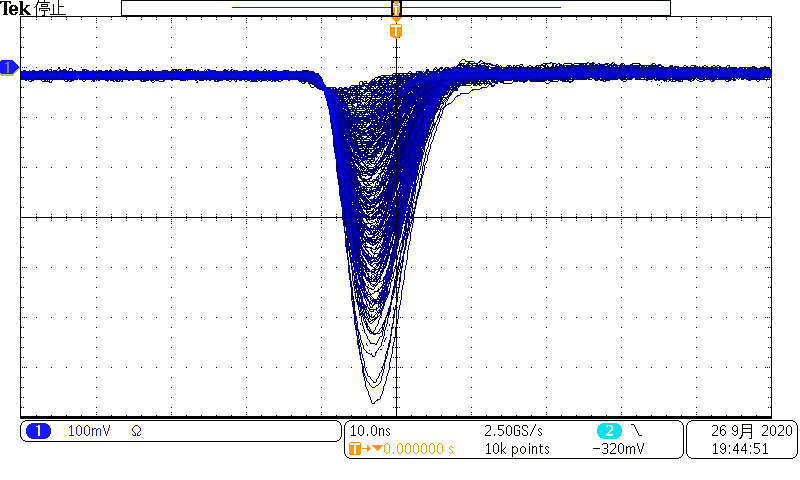 Tek 停止
T
T
1
1 100mV Ω
10.0ns 2.50GS/s 2
T→▼0.000000 s 10k points −320mV
26 9月 2020
19:44:51